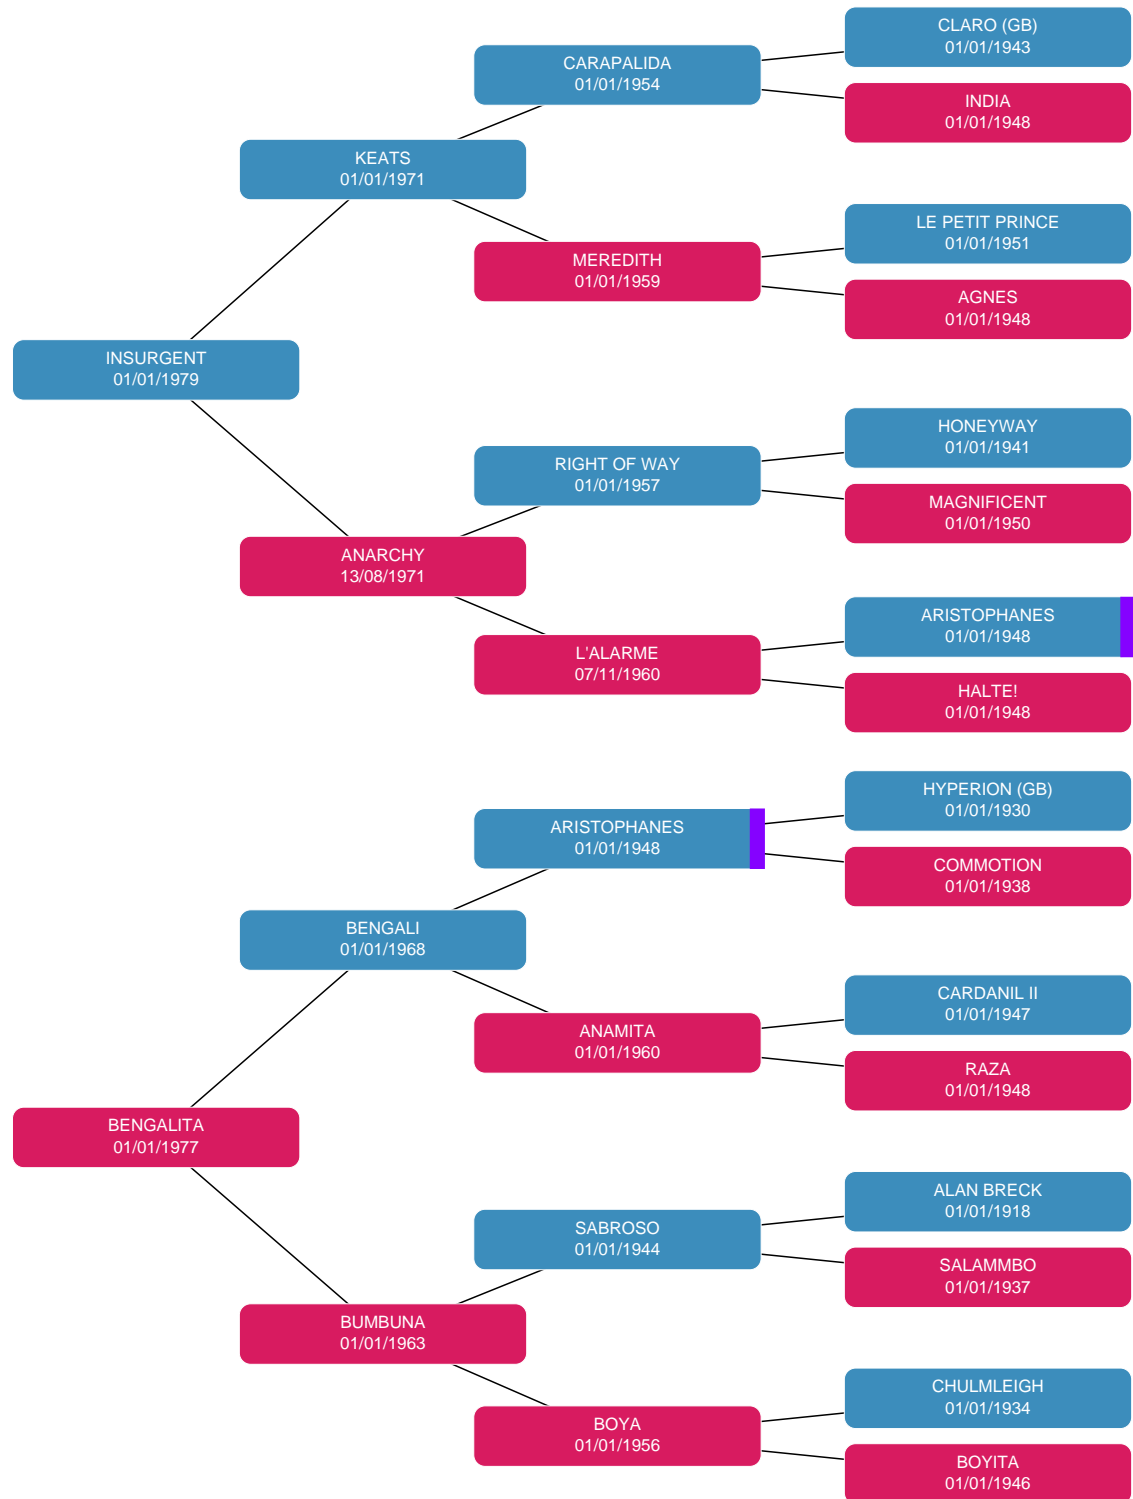 CLARO (GB)
01/01/1943
CARAPALIDA
01/01/1954
INDIA
01/01/1948
KEATS
01/01/1971
LE PETIT PRINCE
01/01/1951
MEREDITH
01/01/1959
AGNES
01/01/1948
INSURGENT
01/01/1979
HONEYWAY
01/01/1941
RIGHT OF WAY
01/01/1957
MAGNIFICENT
01/01/1950
ANARCHY
13/08/1971
ARISTOPHANES
01/01/1948
L'ALARME
07/11/1960
HALTE!
01/01/1948
HYPERION (GB)
01/01/1930
ARISTOPHANES
01/01/1948
COMMOTION
01/01/1938
BENGALI
01/01/1968
CARDANIL II
01/01/1947
ANAMITA
01/01/1960
RAZA
01/01/1948
BENGALITA
01/01/1977
ALAN BRECK
01/01/1918
SABROSO
01/01/1944
SALAMMBO
01/01/1937
BUMBUNA
01/01/1963
CHULMLEIGH
01/01/1934
BOYA
01/01/1956
BOYITA
01/01/1946